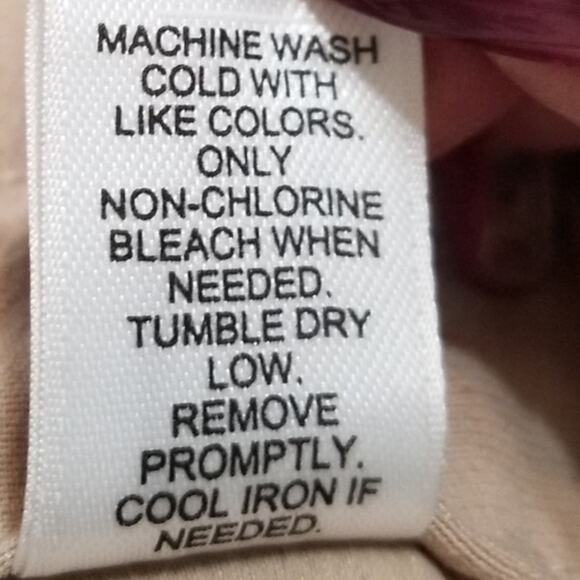 MACHINE WASH
COLD WITH
LIKE COLORS.
ONLY
NON-CHLORINE
BLEACH WHEN
NEEDED.
TUMBLE DRY
LOW.
REMOVE
PROMPTLY.
COOL IRON IF
NEEDED.